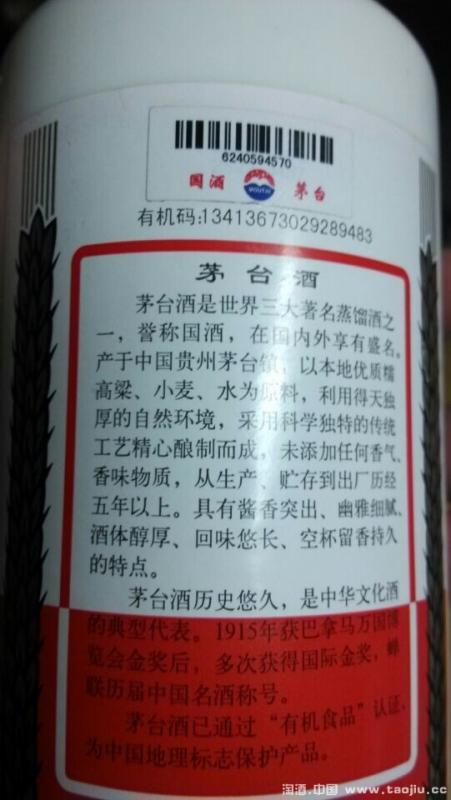 6240594570
国酒 MOUTAI 茅台
有机码:13413673029289483
茅台酒
茅台酒是世界三大著名蒸馏酒之
一，誉称国酒，在国内外享有盛名。
产于中国贵州茅台镇，以本地优质糯
高粱、小麦、水为原料，利用得天独
厚的自然环境，采用科学独特的传统
工艺精心酿制而成，未添加任何香气、
香味物质，从生产、贮存到出厂历经
五年以上。具有酱香突出、幽雅细腻、
酒体醇厚、回味悠长、空杯留香持久
的特点。
茅台酒历史悠久，是中华文化酒
的典型代表。1915年获巴拿马万国博
览会金奖后，多次获得国际金奖，蝉
联历届中国名酒称号。
茅台酒已通过“有机食品”认证、
为中国地理标志保护产品。
淘酒.中国 www.taojiu.cc